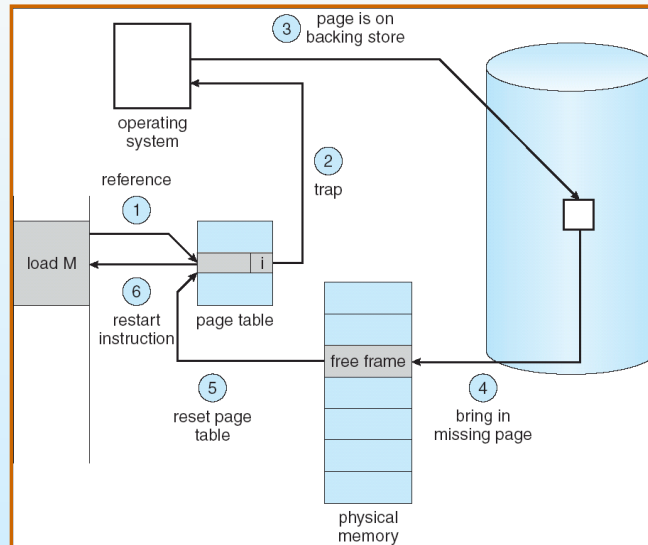 3
page is on
backing store
operating
system
2
trap
reference
1
load M
i
6
restart
instruction
page table
free frame
5
reset page
table
4
bring in
missing page
physical
memory